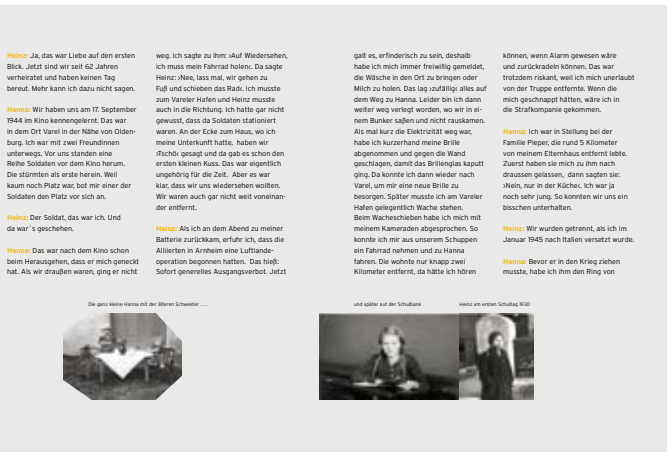 Heinz: Ja, das war Liebe auf den ersten
Blick. Jetzt sind wir seit 62 Jahren
verheiratet und haben keinen Tag
bereut. Mehr kann ich dazu nicht sagen.
Hanna: Wir haben uns am 17. September
1944 im Kino kennengelernt. Das war
in dem Ort Varel in der Nähe von Olden-
burg. Ich war mit zwei Freundinnen
unterwegs. Vor uns standen eine
Reihe Soldaten vor dem Kino herum.
Die stürmten als erste herein. Weil
kaum noch Platz war, bot mir einer der
Soldaten den Platz vor sich an.
Heinz: Der Soldat, das war ich. Und
da war´s geschehen.
Hanna: Das war nach dem Kino schon
beim Herausgehen, dass er mich geneckt
hat. Als wir draußen waren, ging er nicht
weg. Ich sagte zu ihm: ›Auf Wiedersehen,
ich muss mein Fahrrad holen‹. Da sagte
Heinz: ›Nee, lass mal, wir gehen zu
Fuß und schieben das Rad‹. Ich musste
zum Vareler Hafen und Heinz musste
auch in die Richtung. Ich hatte gar nicht
gewusst, dass da Soldaten stationiert
waren. An der Ecke zum Haus, wo ich
meine Unterkunft hatte, haben wir
›Tschö‹ gesagt und da gab es schon den
ersten kleinen Kuss. Das war eigentlich
ungehörig für die Zeit. Aber es war
klar, dass wir uns wiedersehen wollten.
Wir waren auch gar nicht weit voneinan-
der entfernt.
Heinz: Als ich an dem Abend zu meiner
Batterie zurückkam, erfuhr ich, dass die
Alliierten in Arnheim eine Luftlande-
operation begonnen hatten. Das hieß:
Sofort generelles Ausgangsverbot. Jetzt
galt es, erfinderisch zu sein, deshalb
habe ich mich immer freiwillig gemeldet,
die Wäsche in den Ort zu bringen oder
Milch zu holen. Das lag ›zufällig‹ alles auf
dem Weg zu Hanna. Leider bin ich dann
weiter weg verlegt worden, wo wir in ei-
nem Bunker saßen und nicht rauskamen.
Als mal kurz die Elektrizität weg war,
habe ich kurzerhand meine Brille
abgenommen und gegen die Wand
geschlagen, damit das Brillenglas kaputt
ging. Da konnte ich dann wieder nach
Varel, um mir eine neue Brille zu
besorgen. Später musste ich am Vareler
Hafen gelegentlich Wache stehen.
Beim Wacheschieben habe ich mich mit
meinem Kameraden abgesprochen. So
konnte ich mir aus unserem Schuppen
ein Fahrrad nehmen und zu Hanna
fahren. Die wohnte nur knapp zwei
Kilometer entfernt, da hätte ich hören
können, wenn Alarm gewesen wäre
und zurückradeln können. Das war
trotzdem riskant, weil ich mich unerlaubt
von der Truppe entfernte. Wenn die
mich geschnappt hätten, wäre ich in
die Strafkompanie gekommen.
Hanna: Ich war in Stellung bei der
Familie Pieper, die rund 5 Kilometer
von meinem Elternhaus entfernt lebte.
Zuerst haben sie mich zu ihm nach
draussen gelassen, dann sagten sie:
›Nein, nur in der Küche‹. Ich war ja
noch sehr jung. So konnten wir uns ein
bisschen unterhalten.
Heinz: Wir wurden getrennt, als ich im
Januar 1945 nach Italien versetzt wurde.
Hanna: Bevor er in den Krieg ziehen
musste, habe ich ihm den Ring von
Die ganz kleine Hanna mit der älteren Schwester . . .
und später auf der Schulbank
Heinz am ersten Schultag 1930